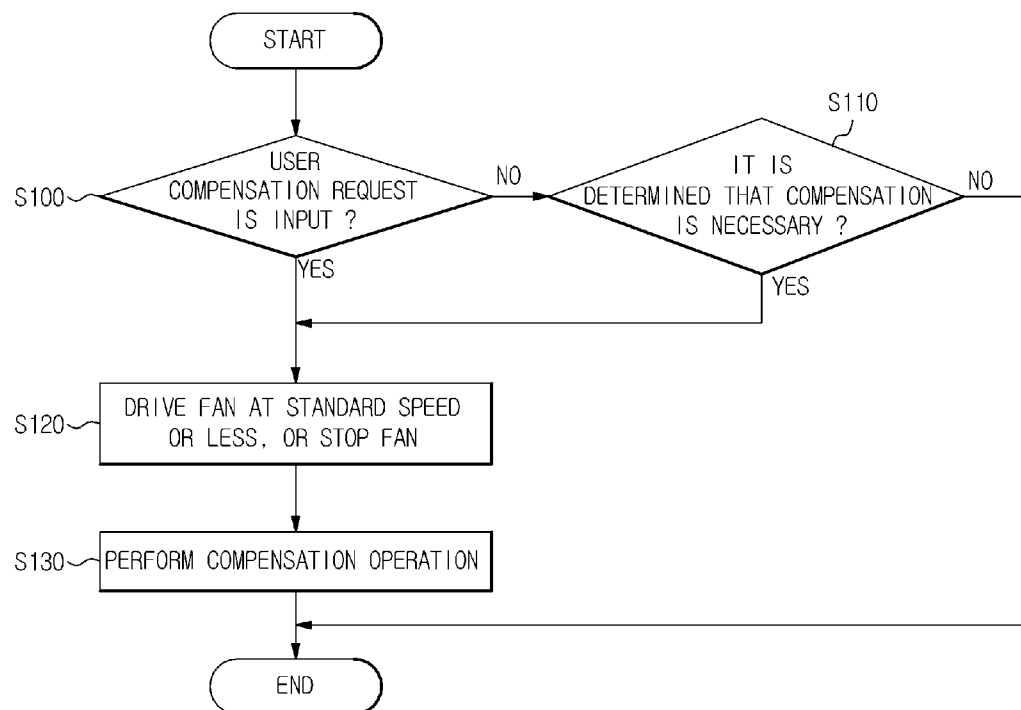 START
S110
S100
USER
COMPENSATION REQUEST
IS INPUT ?
NO
IT IS
DETERMINED THAT COMPENSATION
IS NECESSARY ?
NO
YES
YES
S120
DRIVE FAN AT STANDARD SPEED
OR LESS, OR STOP FAN
S130
PERFORM COMPENSATION OPERATION
END